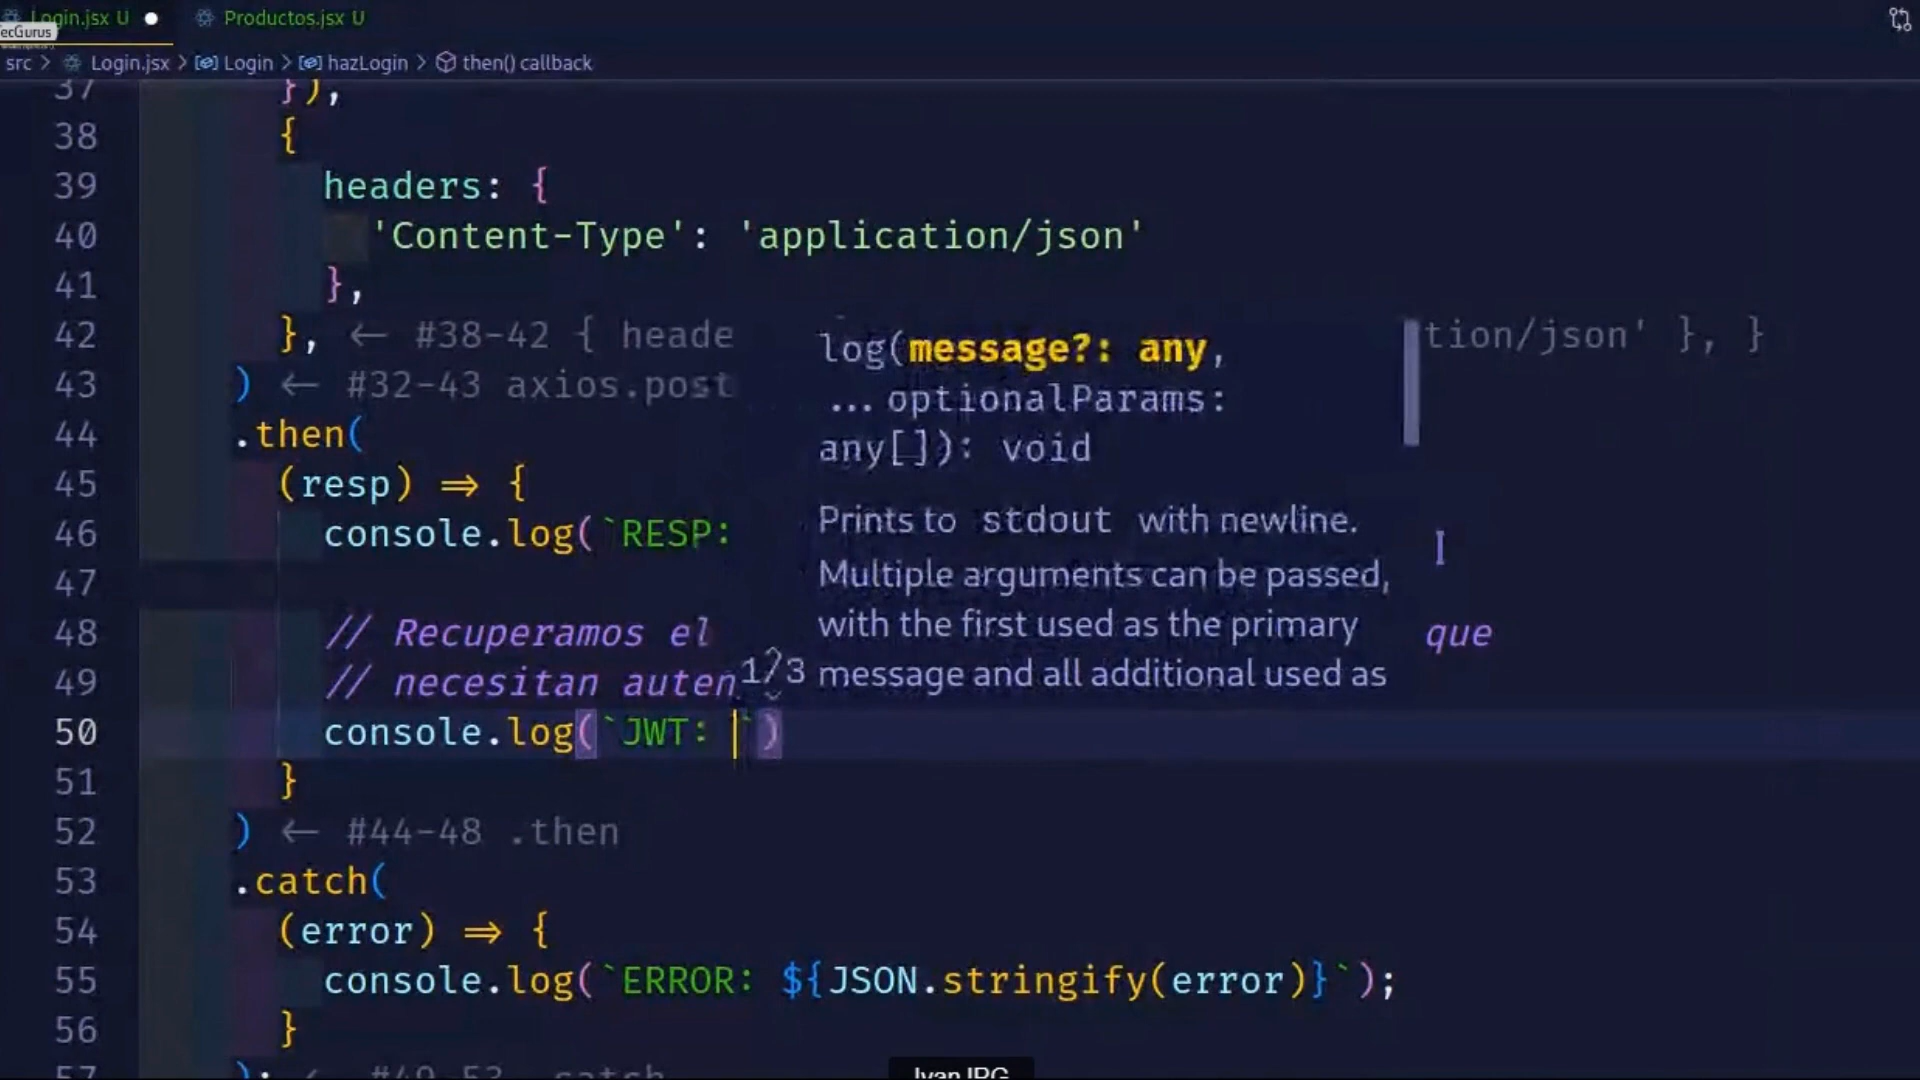 Login.jsx U ● Productos.jsx U
ecGurus
src > Login.jsx > Login > hazLogin > then() callback
37 }),
38 {
39 headers: {
40 'Content-Type': 'application/json'
41 },
42 }, ← #38-42 { heade tion/json' }, }
43 ) ← #32-43 axios.post
44 .then(
45 (resp) ⇒ {
46 console.log(`RESP:
47
48 // Recuperamos el que
49 // necesitan auten
50 console.log(`JWT: `)
51 }
52 ) ← #44-48 .then
53 .catch(
54 (error) ⇒ {
55 console.log(`ERROR: ${JSON.stringify(error)}`);
56 }
57 ); ← #49-53 .catch
log(message?: any,
...optionalParams:
any[]): void
Prints to stdout with newline.
Multiple arguments can be passed,
with the first used as the primary
1/3 message and all additional used as
Ivan JRG